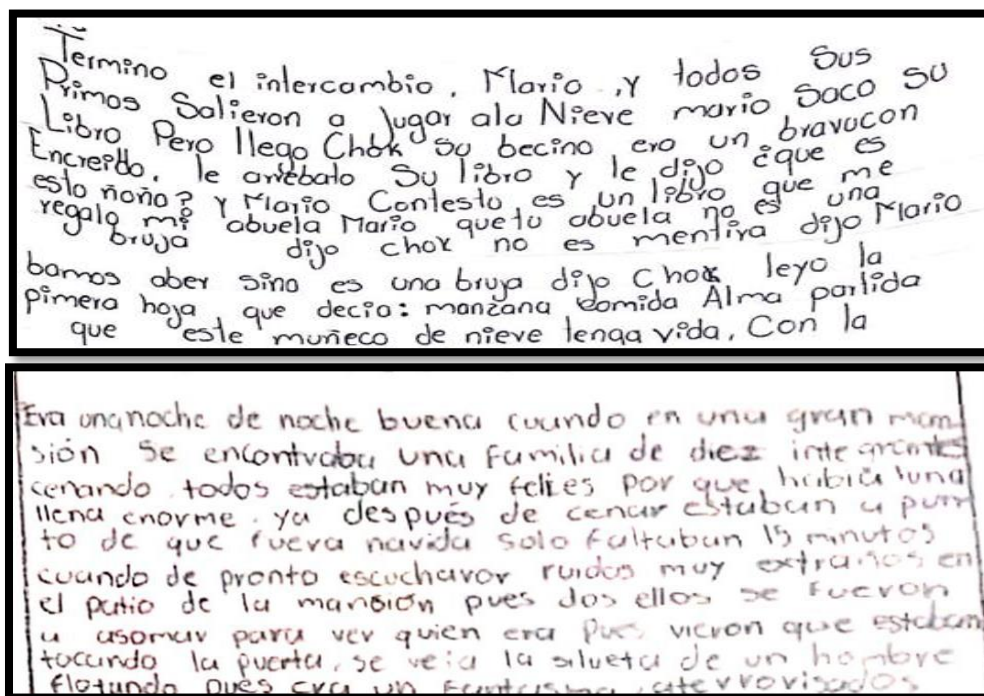 Termino el intercambio, Mario, y todos sus
Primos Salieron a Jugar ala Nieve mario Saco su
Libro Pero llego Chok su becino ero un bravucon
Encreido, le arrebato Su libro y le dijo ¿que es
esto ñoño? Y Mario Contesto es un libro que me
regalo mi abuela Mario que tu abuela no es una
bruja dijo chok no es mentira dijo Mario
bamos aber sino es una bruja dijo Chok leyo la
pimera hoja que decia: manzana comida Alma partida
que este muñeco de nieve tenga vida, Con la
Era una noche de noche buena cuando en una gran man
sión se encontraba una familia de diez integrantes
cenando todos estaban muy felices por que había luna
llena enorme. ya después de cenar estaban a pun
to de que fuera navida solo faltaban 15 minutos
cuando de pronto escucharor ruidos muy extraños en
el patio de la mansión pues dos ellos se fueron
a asomar para ver quien era pues vieron que estaban
tocando la puerta, se veia la silueta de un hombre
flotando pues era un fantasma, aterrorisados